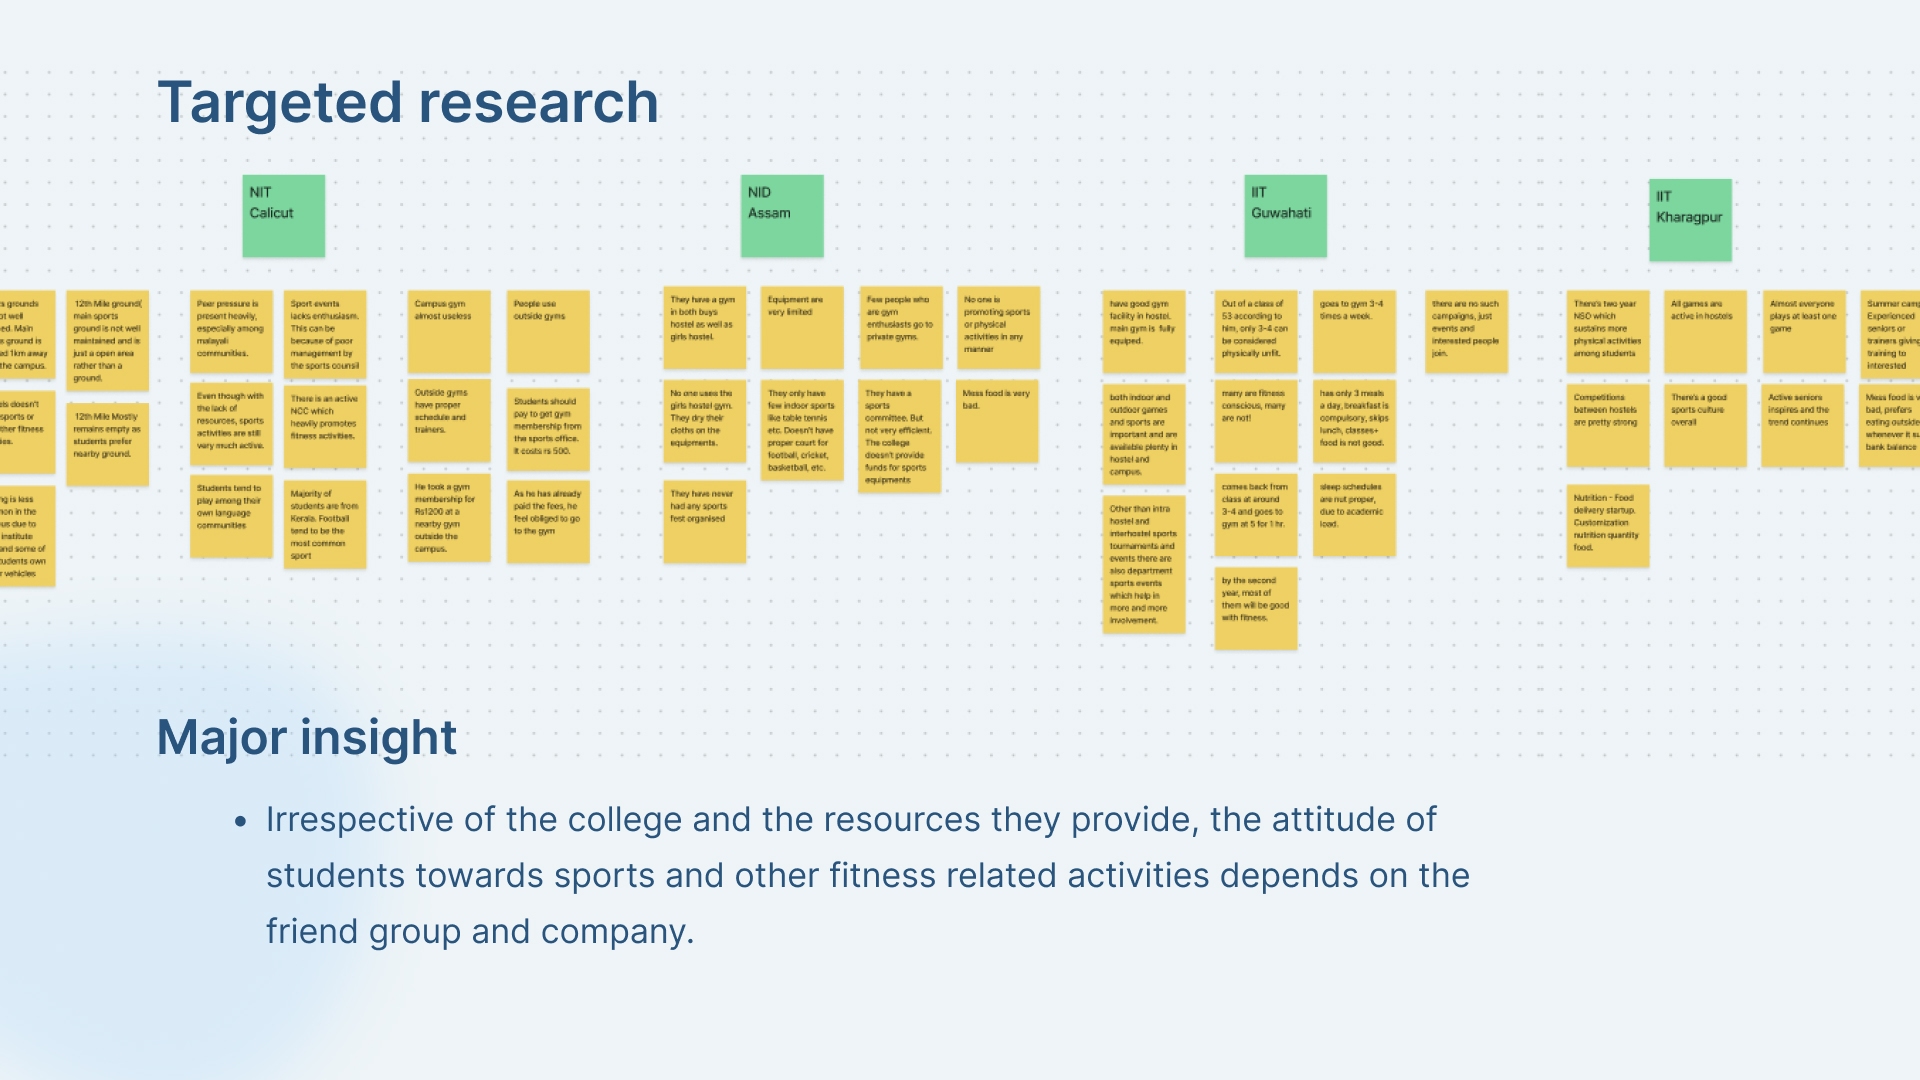 Targeted research
NIT
Calicut
NID
Assam
IIT
Guwahati
IIT
Kharagpur
s grounds
ot well
ed. Main
s ground is
ed 1km away
the campus.
12th Mile ground(
main sports
ground is not well
maintained and is
just a open area
rather than a
ground.
els doesn't
sports or
ther fitness
ies.
12th Mile Mostly
remains empty as
students prefer
nearby ground.
ng is less
mon in the
us due to
institute
and some of
tudents own
r vehicles
Peer pressure is
present heavily,
especially among
malayali
communities.
Sport events
lacks enthusiasm.
This can be
because of poor
management by
the sports counsil
Even though with
the lack of
resources, sports
activities are still
very much active.
There is an active
NCC which
heavily promotes
fitness activities.
Students tend to
play among their
own language
communities
Majority of
students are from
Kerala. Football
tend to be the
most common
sport
Campus gym
almost useless
People use
outside gyms
Outside gyms
have proper
schedule and
trainers.
Students should
pay to get gym
membership from
the sports office.
It costs rs 500.
He took a gym
membership for
Rs1200 at a
nearby gym
outside the
campus.
As he has already
paid the fees, he
feel obliged to go
to the gym
They have a gym
in both buys
hostel as well as
girls hostel.
Equipment are
very limited
Few people who
are gym
enthusiasts go to
private gyms.
No one is
promoting sports
or physical
activities in any
manner
No one uses the
girls hostel gym.
They dry their
cloths on the
equipments.
They only have
few indoor sports
like table tennis
etc. Doesn't have
proper court for
football, cricket,
basketball, etc.
They have a
sports
committee. But
not very efficient.
The college
doesn't provide
funds for sports
equipments
Mess food is very
bad.
They have never
had any sports
fest organised
have good gym
facility in hostel.
main gym is fully
equiped.
Out of a class of
53 according to
him, only 3-4 can
be considered
physically unfit.
goes to gym 3-4
times a week.
there are no such
campaigns, just
events and
interested people
join.
both indoor and
outdoor games
and sports are
important and are
available plenty in
hostel and
campus.
many are fitness
conscious, many
are not!
has only 3 meals
a day, breakfast is
compulsory, skips
lunch, classes+
food is not good.
Other than intra
hostel and
interhostel sports
tournaments and
events there are
also department
sports events
which help in
more and more
involvement.
comes back from
class at around
3-4 and goes to
gym at 5 for 1 hr.
sleep schedules
are nut proper,
due to academic
load.
by the second
year, most of
them will be good
with fitness.
There's two year
NSO which
sustains more
physical activities
among students
All games are
active in hostels
Almost everyone
plays at least one
game
Summer camp
Experienced
seniors or
trainers giving
training to
interested
Competitions
between hostels
are pretty strong
There's a good
sports culture
overall
Active seniors
inspires and the
trend continues
Mess food is v
bad, prefars
eating outside
whenever it su
bank balance
Nutrition - Food
delivery startup.
Customization
nutrition quantity
food.
Major insight
• Irrespective of the college and the resources they provide, the attitude of
students towards sports and other fitness related activities depends on the
friend group and company.